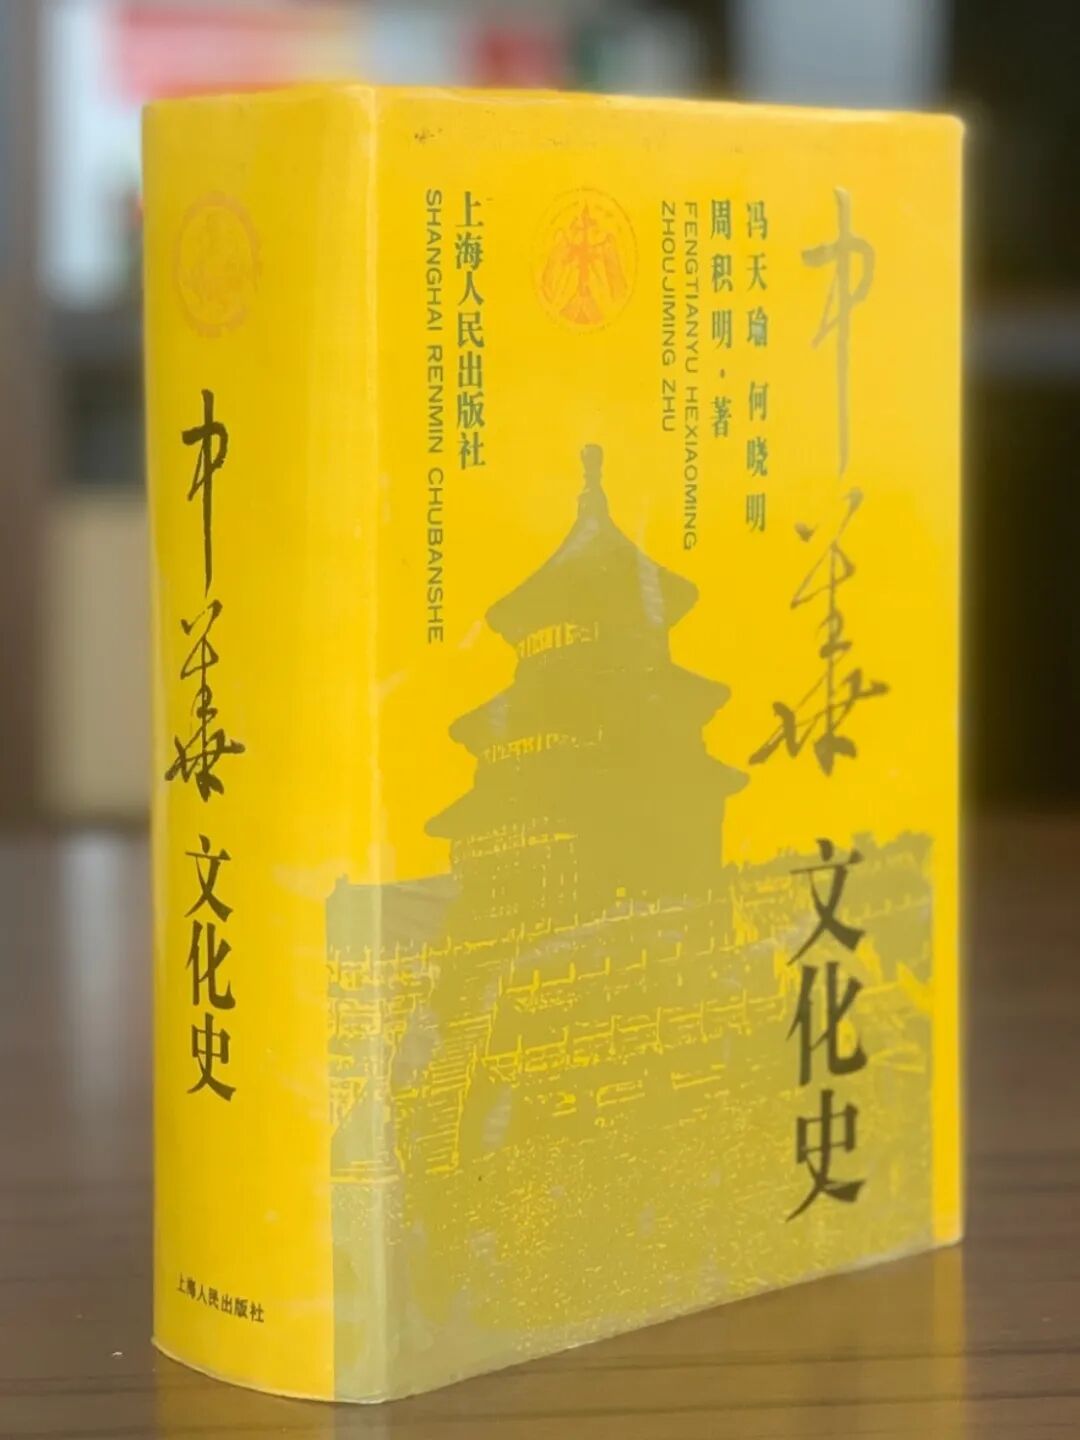 中華
文化史
上海人民出版社
中華
文化史
冯天瑜 何晓明
周积明·著
FENGTIANYU HEXIAOMING
ZHOUJIMING ZHU
上海人民出版社
SHANGHAI RENMIN CHUBANSHE